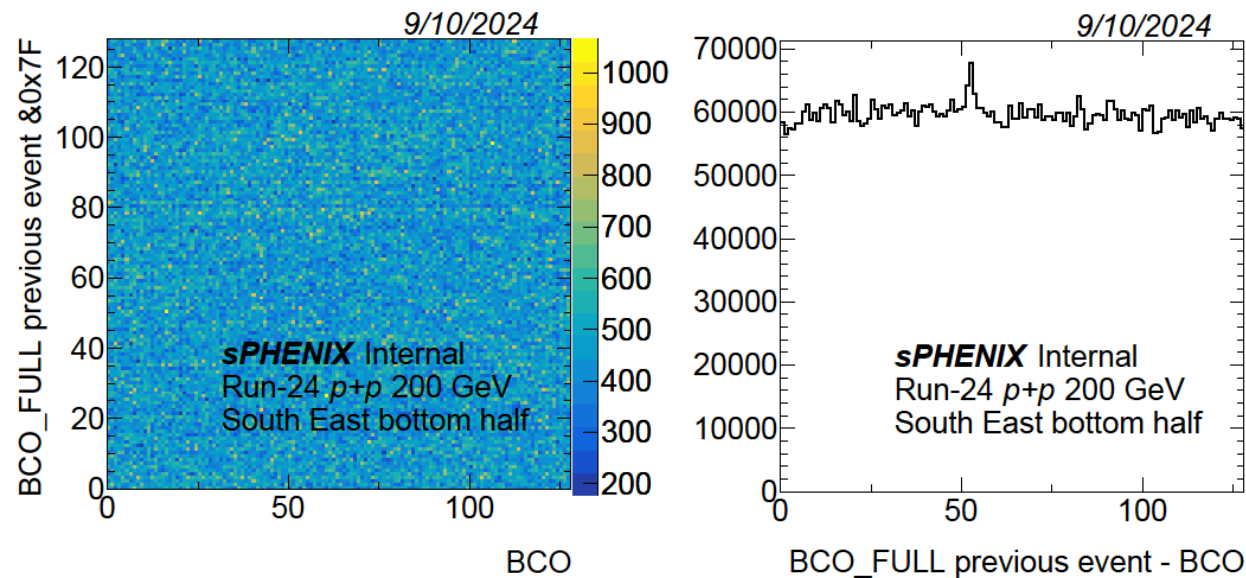 9/10/2024
BCO_FULL previous event &0x7F
120
100
80
60
40
20
0
0 50 100
BCO
1000
900
800
700
600
500
400
300
200
sPHENIX Internal
Run-24 p+p 200 GeV
South East bottom half
9/10/2024
70000
60000
50000
40000
30000
20000
10000
0
0 50 100
BCO_FULL previous event - BCO
sPHENIX Internal
Run-24 p+p 200 GeV
South East bottom half